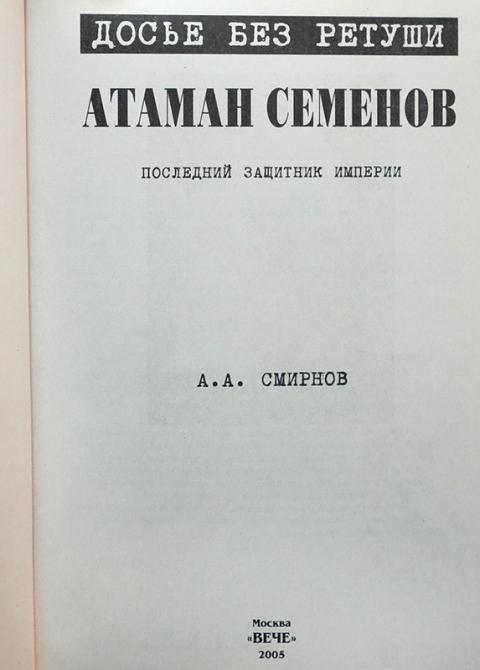 ДОСЬЕ БЕЗ РЕТУШИ
АТАМАН СЕМЕНОВ
ПОСЛЕДНИЙ ЗАЩИТНИК ИМПЕРИИ
А.А. СМИРНОВ
Москва
«ВЕЧЕ»
2005